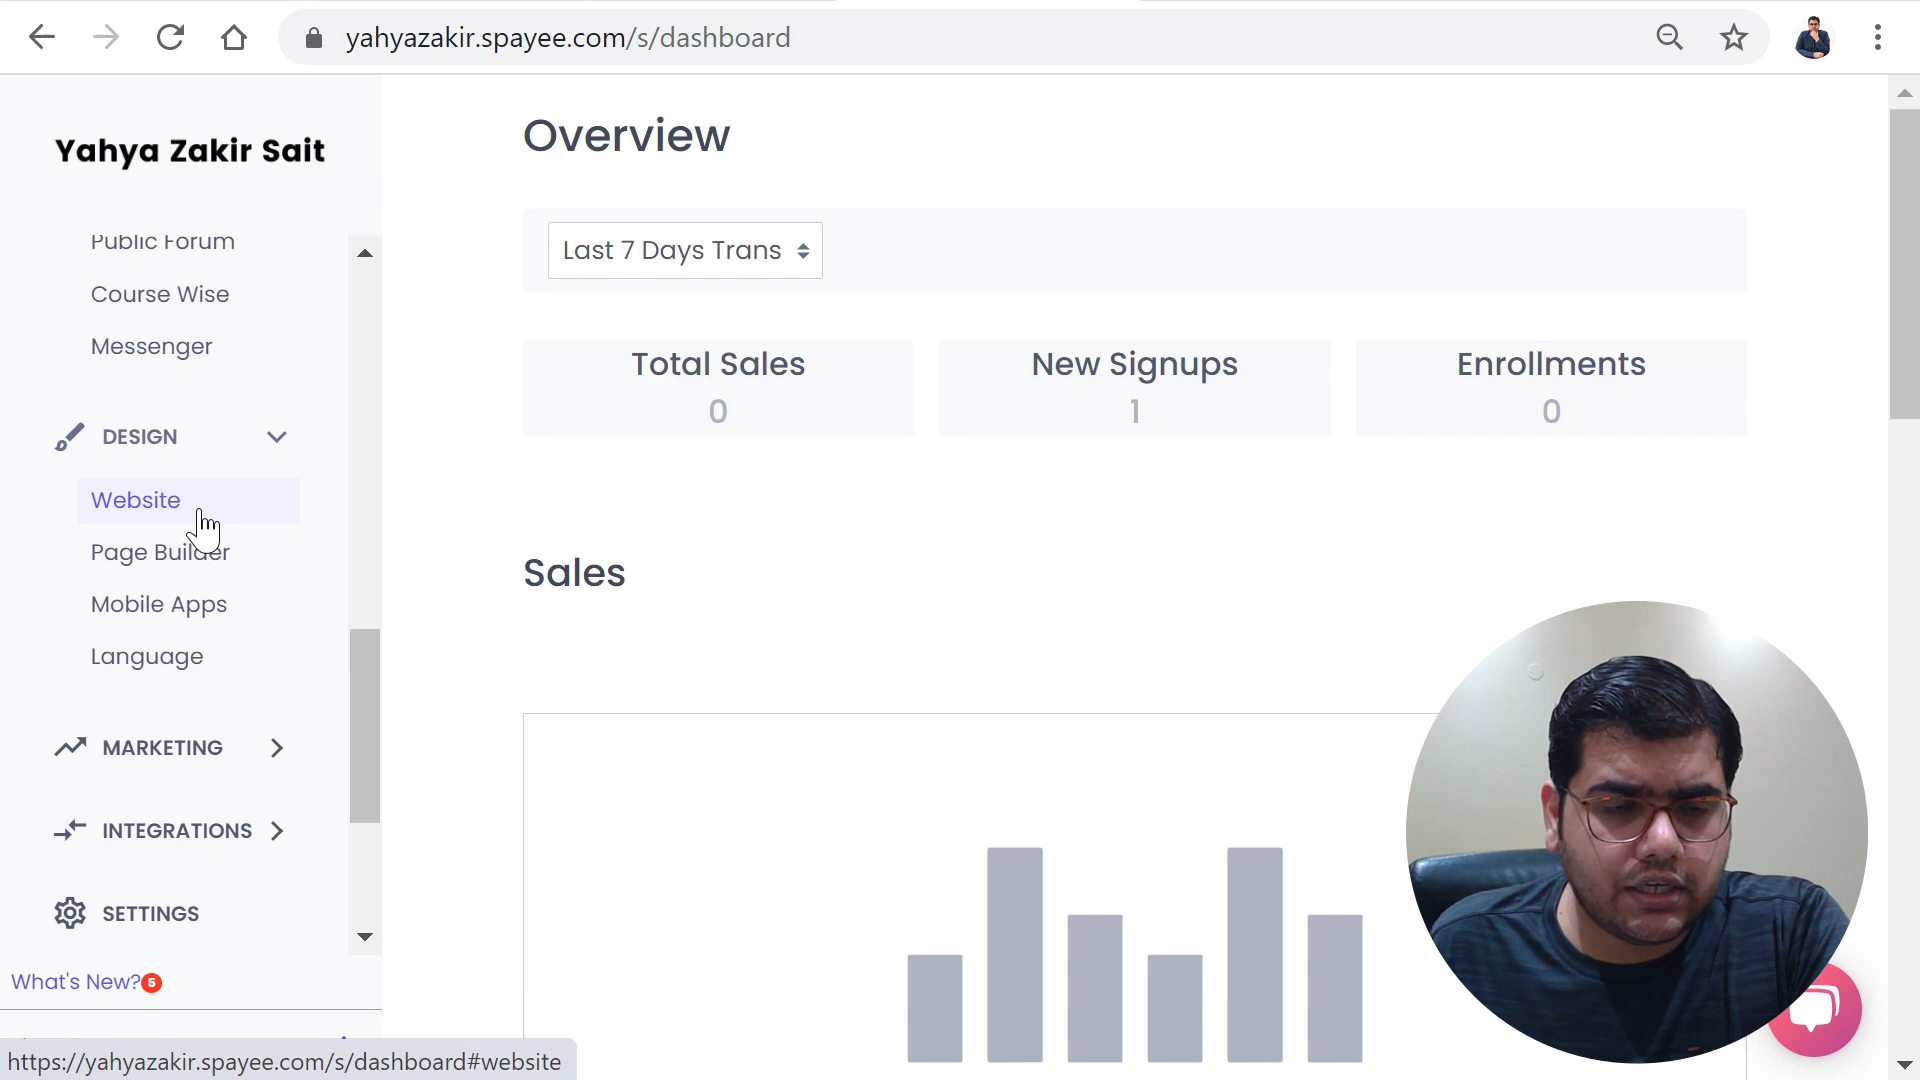 yahyazakir.spayee.com/s/dashboard
Yahya Zakir Sait
Public Forum
Course Wise
Messenger
DESIGN
Website
Page Builder
Mobile Apps
Language
MARKETING
INTEGRATIONS
SETTINGS
What's New? 5
https://yahyazakir.spayee.com/s/dashboard#website
Overview
Last 7 Days Trans
Total Sales
0
New Signups
1
Enrollments
0
Sales